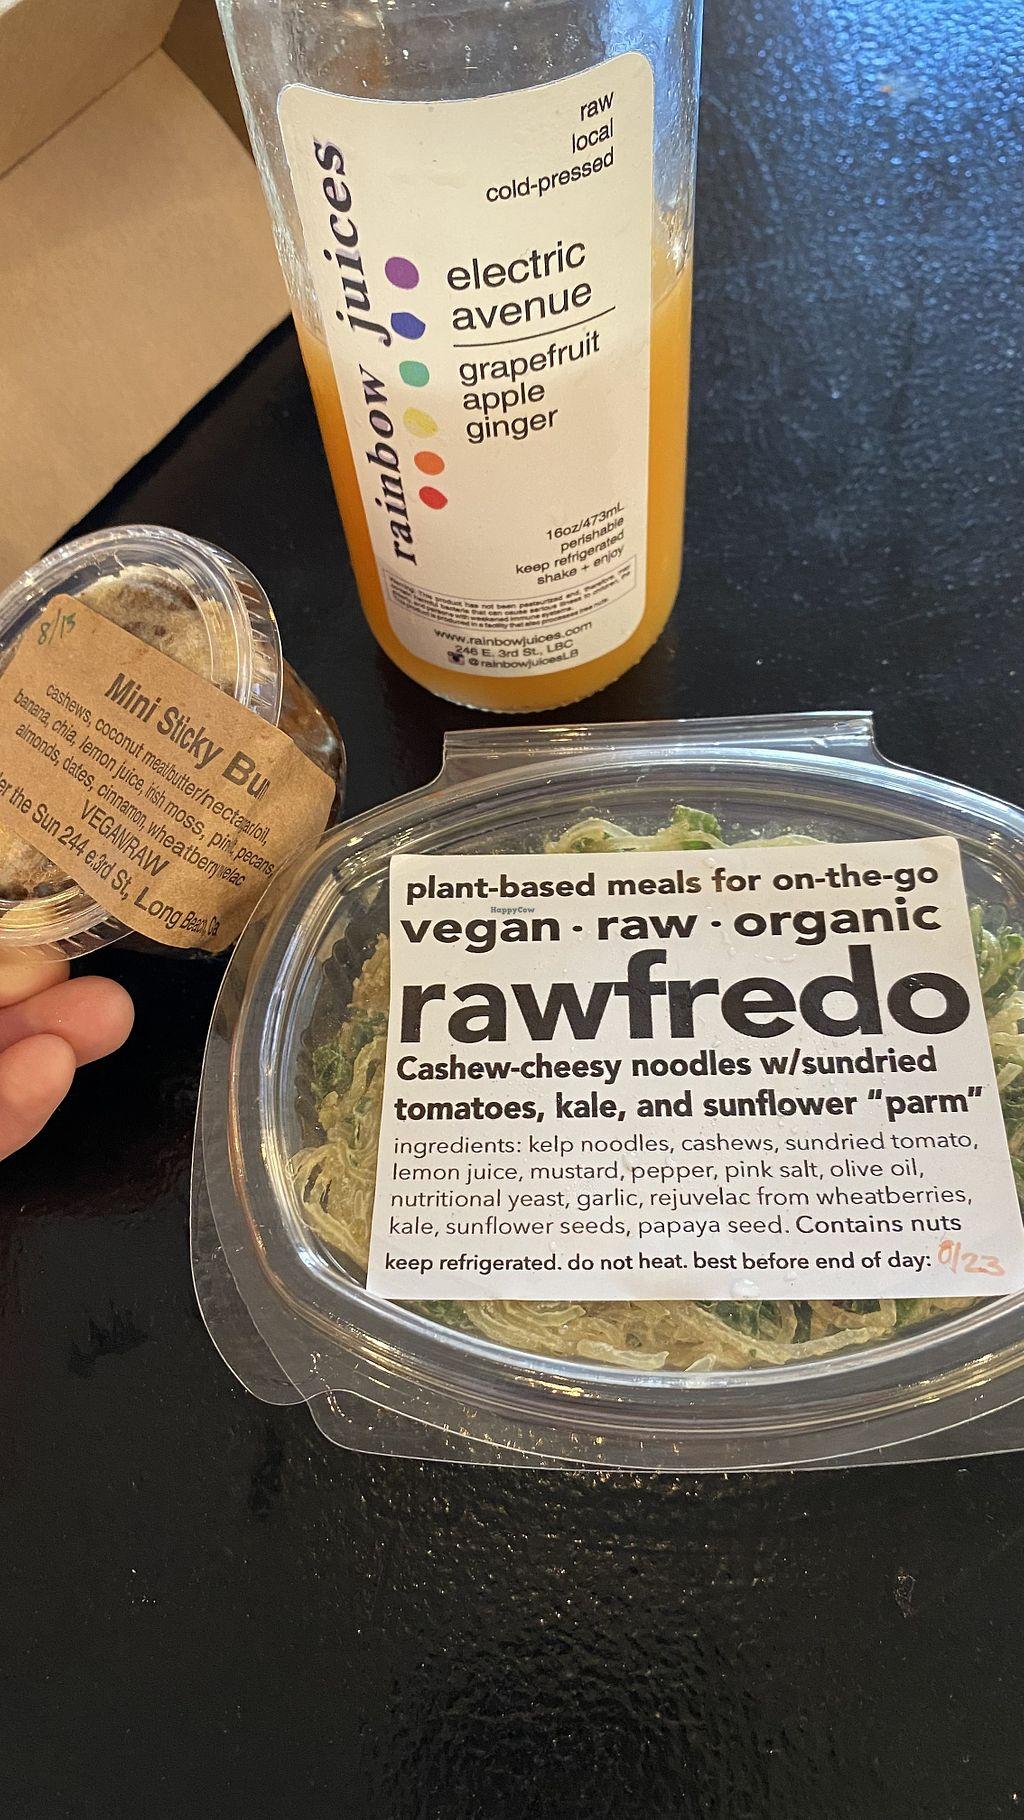 raw
local
cold-pressed
rainbow juices
electric
avenue
grapefruit
apple
ginger
16oz/473mL
perishable
keep refrigerated
shake + enjoy
www.rainbowjuices.com
246 E. 3rd St., LBC
@rainbowjuicesLB
8/13
Mini Sticky Bu
cashews, coconut meat/butter/nectar/oil,
banana, chia, lemon juice, irish moss, pink pecans,
almonds, dates, cinnamon, wheatberry
VEGAN/RAW
the Sun 244 e.3rd St, Long Beach, Ca
plant-based meals for on-the-go
HappyCow
vegan · raw · organic
rawfredo
Cashew-cheesy noodles w/sundried
tomatoes, kale, and sunflower “parm”
ingredients: kelp noodles, cashews, sundried tomato,
lemon juice, mustard, pepper, pink salt, olive oil,
nutritional yeast, garlic, rejuvelac from wheatberries,
kale, sunflower seeds, papaya seed. Contains nuts
keep refrigerated. do not heat. best before end of day: 8/23